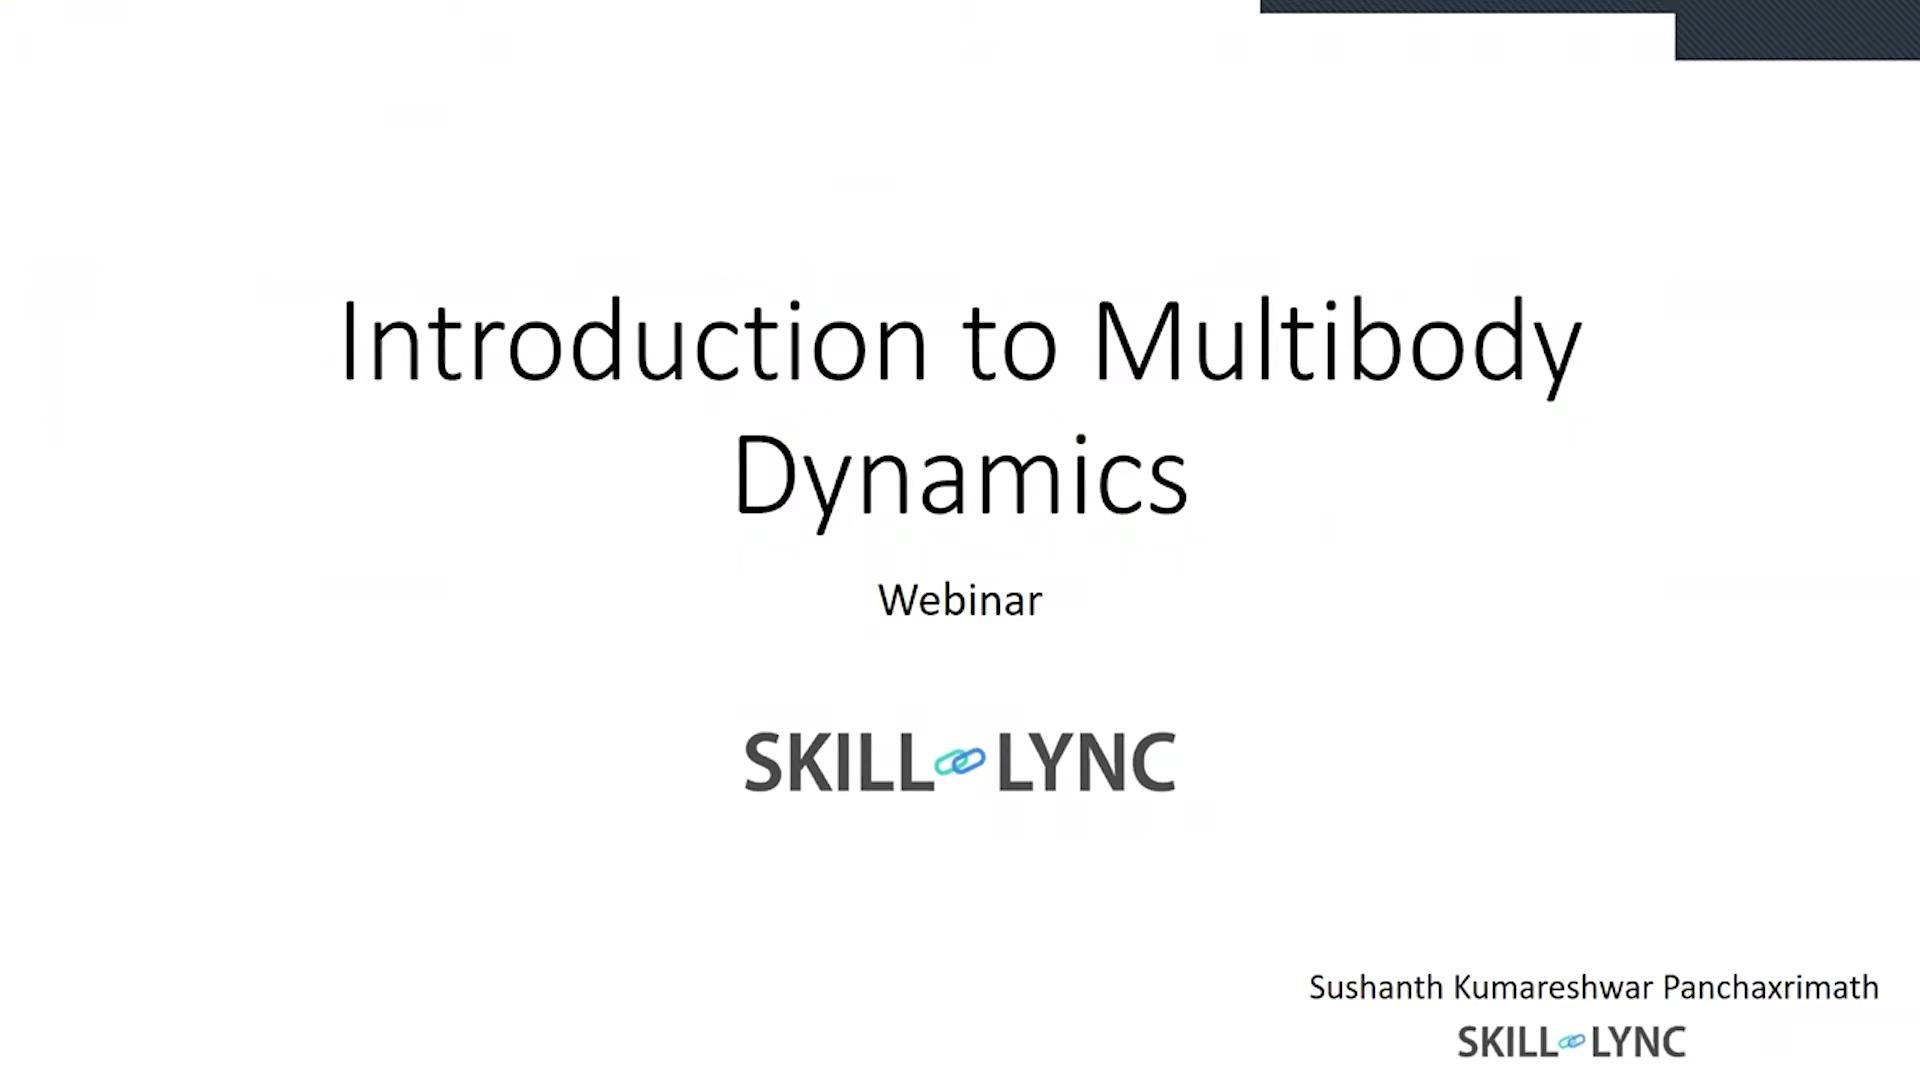 Introduction to Multibody
Dynamics
Webinar
SKILL LYNC
Sushanth Kumareshwar Panchaxrimath
SKILL LYNC